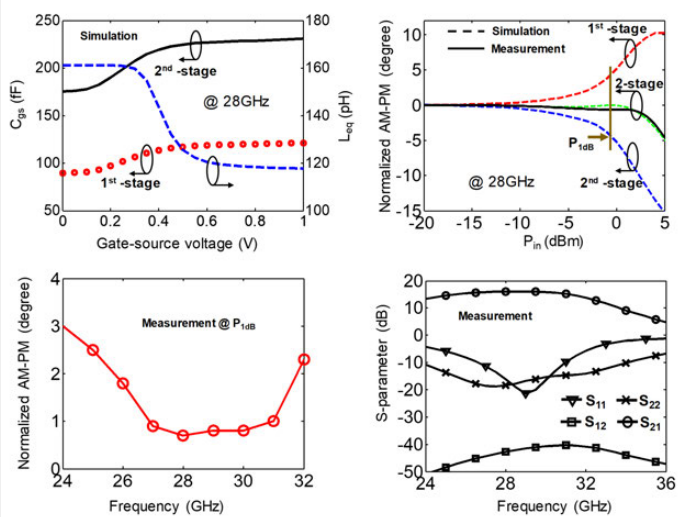 250
200
150
100
50
C_gs (fF)
Simulation
2nd -stage
@ 28GHz
1st -stage
180
160
140
120
100
L_eq (pH)
0 0.2 0.4 0.6 0.8 1.0
Gate-source voltage (V)
10
5
0
-5
-10
-15
Normalized AM-PM (degree)
Simulation
Measurement
1st -stage
2-stage
P1dB
@ 28GHz
2nd -stage
-20 -15 -10 -5 0 5
Pin (dBm)
4
3
2
1
0
Normalized AM-PM (degree)
Measurement @ P1dB
24 26 28 30 32
Frequency (GHz)
20
10
0
-10
-20
-30
-40
-50
S-parameter (dB)
Measurement
S11 S22
S12 S21
24 28 32 36
Frequency (GHz)